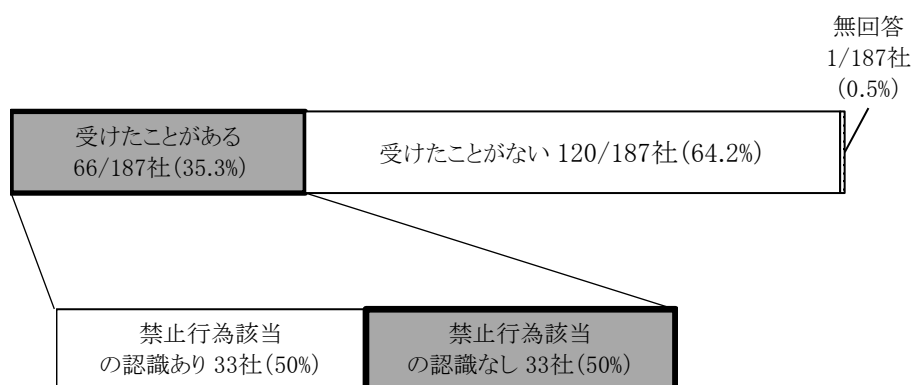 無回答
1/187社
(0.5%)
受けたことがある
66/187社(35.3%)
受けたことがない 120/187社(64.2%)
禁止行為該当
の認識あり 33社(50%)
禁止行為該当
の認識なし 33社(50%)